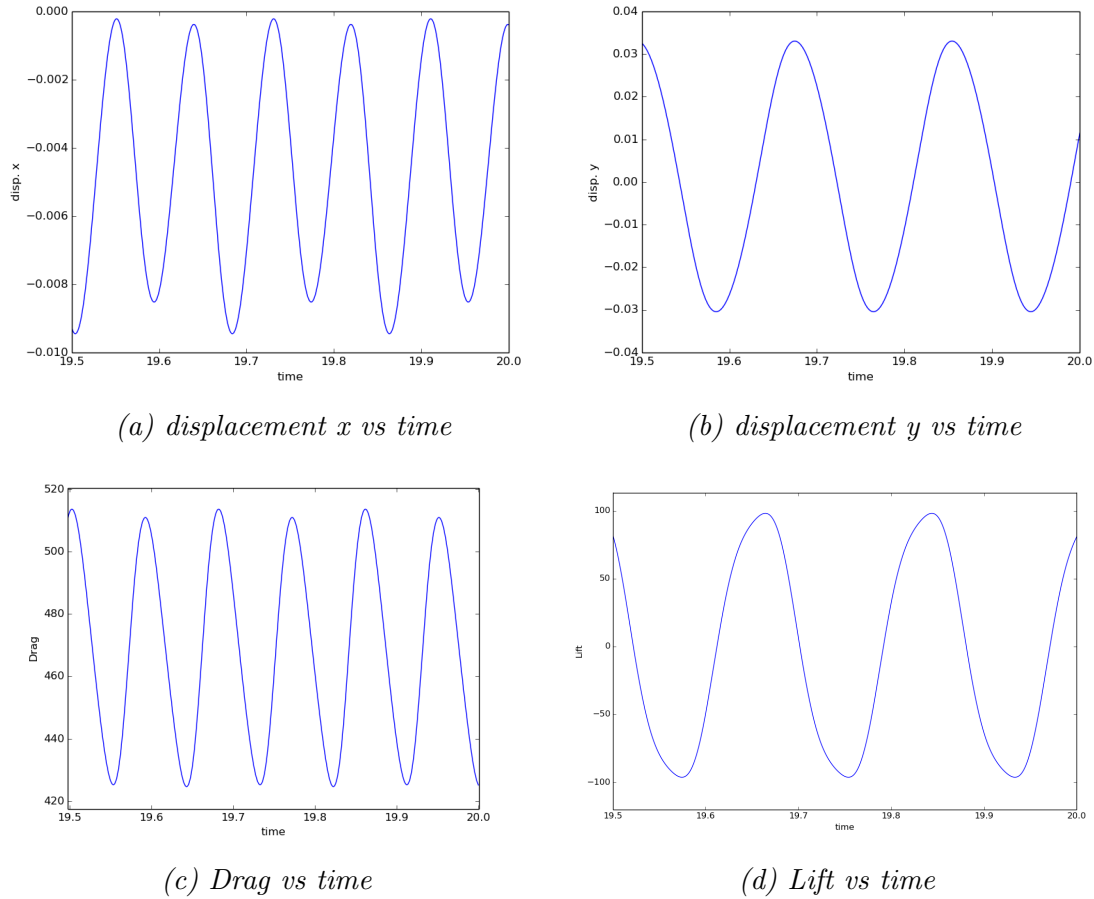 0.000
−0.002
−0.004
−0.006
−0.008
−0.010
disp. x
19.5 19.6 19.7 19.8 19.9 20.0
time
(a) displacement x vs time
0.04
0.03
0.02
0.01
0.00
−0.01
−0.02
−0.03
−0.04
disp. y
19.5 19.6 19.7 19.8 19.9 20.0
time
(b) displacement y vs time
520
500
480
460
440
420
Drag
19.5 19.6 19.7 19.8 19.9 20.0
time
(c) Drag vs time
100
50
0
−50
−100
Lift
19.5 19.6 19.7 19.8 19.9 20.0
time
(d) Lift vs time